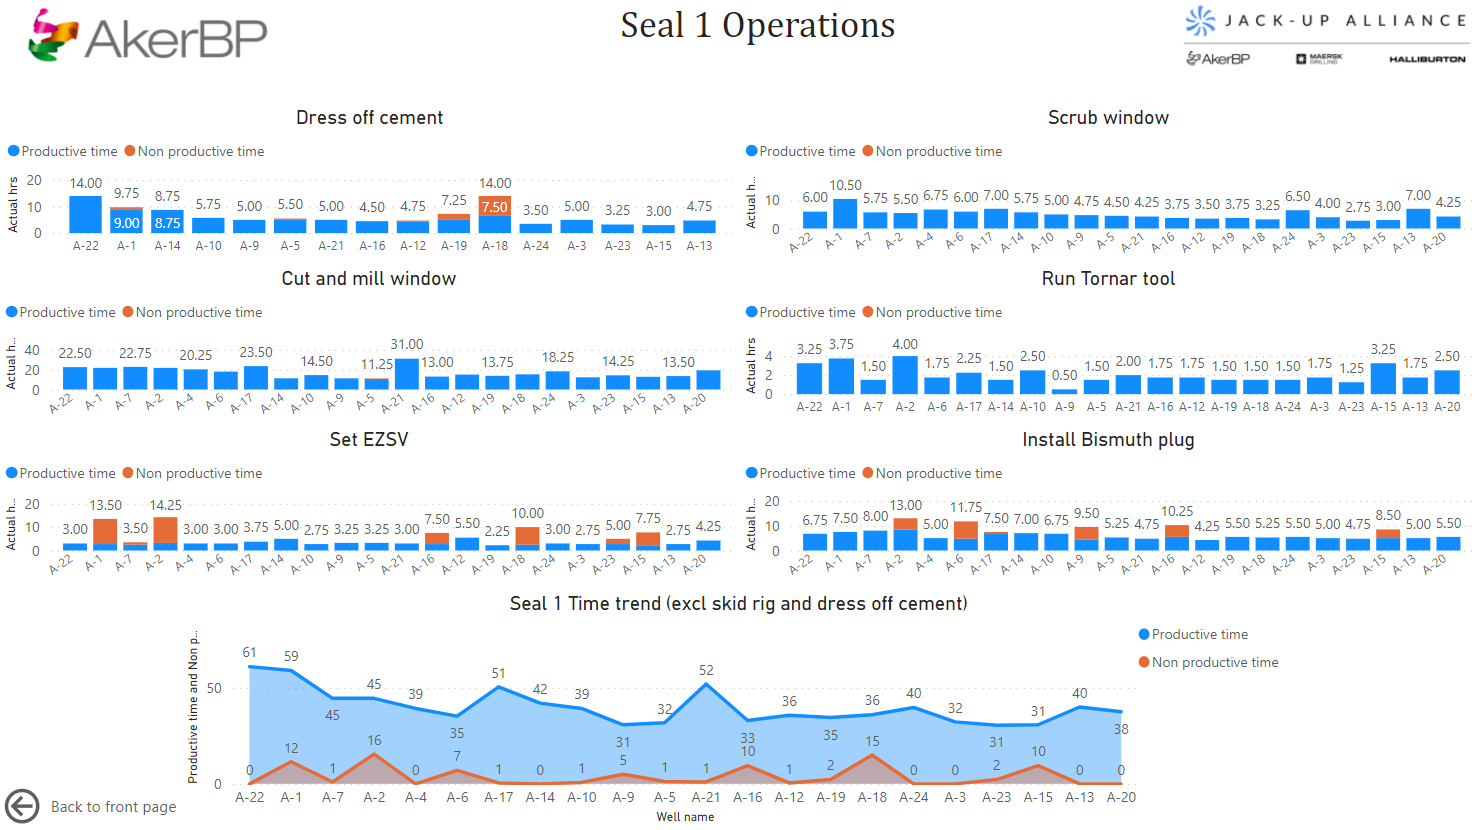 AkerBP
Seal 1 Operations
JACK-UP ALLIANCE
AkerBP MAERSK DRILLING HALLIBURTON
Dress off cement
Productive time Non productive time
Actual hrs
20
10
0
14.00 9.75 8.75 5.75 5.00 5.50 5.00 4.50 4.75 7.25 14.00 3.50 5.00 3.25 3.00 4.75
9.00 8.75 7.50
A-22 A-1 A-14 A-10 A-9 A-5 A-21 A-16 A-12 A-19 A-18 A-24 A-3 A-23 A-15 A-13
Scrub window
Productive time Non productive time
Actual h...
10
0
6.00 10.50 5.75 5.50 6.75 6.00 7.00 5.75 5.00 4.75 4.50 4.25 3.75 3.50 3.75 3.25 6.50 4.00 2.75 3.00 7.00 4.25
A-22 A-1 A-7 A-2 A-4 A-6 A-17 A-14 A-10 A-9 A-5 A-21 A-16 A-12 A-19 A-18 A-24 A-3 A-23 A-15 A-13 A-20
Cut and mill window
Productive time Non productive time
Actual h...
40
20
0
22.50 22.75 20.25 23.50 14.50 11.25 31.00 13.00 13.75 18.25 14.25 13.50
A-22 A-1 A-7 A-2 A-4 A-6 A-17 A-14 A-10 A-9 A-5 A-21 A-16 A-12 A-19 A-18 A-24 A-3 A-23 A-15 A-13 A-20
Run Tornar tool
Productive time Non productive time
Actual hrs
4
2
0
3.25 3.75 1.50 4.00 1.75 2.25 1.50 2.50 0.50 1.50 2.00 1.75 1.75 1.50 1.50 1.50 1.75 1.25 3.25 1.75 2.50
A-22 A-1 A-7 A-2 A-6 A-17 A-14 A-10 A-9 A-5 A-21 A-16 A-12 A-19 A-18 A-24 A-3 A-23 A-15 A-13 A-20
Set EZSV
Productive time Non productive time
Actual h...
20
10
0
3.00 13.50 3.50 14.25 3.00 3.00 3.75 5.00 2.75 3.25 3.25 3.00 7.50 5.50 2.25 10.00 3.00 2.75 5.00 7.75 2.75 4.25
A-22 A-1 A-7 A-2 A-4 A-6 A-17 A-14 A-10 A-9 A-5 A-21 A-16 A-12 A-19 A-18 A-24 A-3 A-23 A-15 A-13 A-20
Install Bismuth plug
Productive time Non productive time
Actual h...
20
10
0
6.75 7.50 8.00 13.00 5.00 11.75 7.50 7.00 6.75 9.50 5.25 4.75 10.25 4.25 5.50 5.25 5.50 5.00 4.75 8.50 5.00 5.50
A-22 A-1 A-7 A-2 A-4 A-6 A-17 A-14 A-10 A-9 A-5 A-21 A-16 A-12 A-19 A-18 A-24 A-3 A-23 A-15 A-13 A-20
Seal 1 Time trend (excl skid rig and dress off cement)
Productive time
Non productive time
Productive time and Non p...
50
0
61 59 45 45 39 35 51 42 39 31 32 52 33 36 35 36 40 32 31 31 40 38
0 12 1 16 0 7 1 0 1 5 1 1 10 1 2 15 0 0 2 10 0 0
A-22 A-1 A-7 A-2 A-4 A-6 A-17 A-14 A-10 A-9 A-5 A-21 A-16 A-12 A-19 A-18 A-24 A-3 A-23 A-15 A-13 A-20
Well name
Back to front page